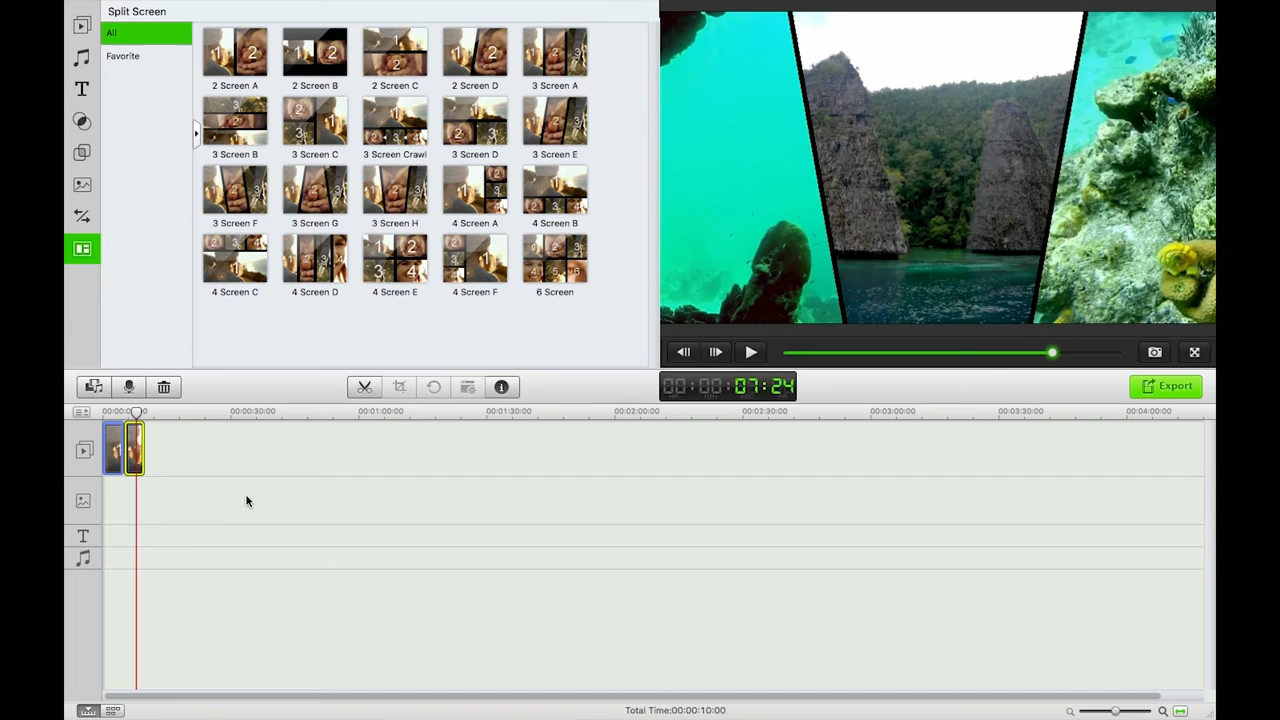 Split Screen
All
Favorite
2 Screen A
2 Screen B
2 Screen C
2 Screen D
3 Screen A
3 Screen B
3 Screen C
3 Screen Crawl
3 Screen D
3 Screen E
3 Screen F
3 Screen G
3 Screen H
4 Screen A
4 Screen B
4 Screen C
4 Screen D
4 Screen E
4 Screen F
6 Screen
00:00:07:24
Export
00:00:30:00
00:01:00:00
00:01:30:00
00:02:00:00
00:02:30:00
00:03:00:00
00:03:30:00
00:04:00:00
T
Total Time:00:00:10:00